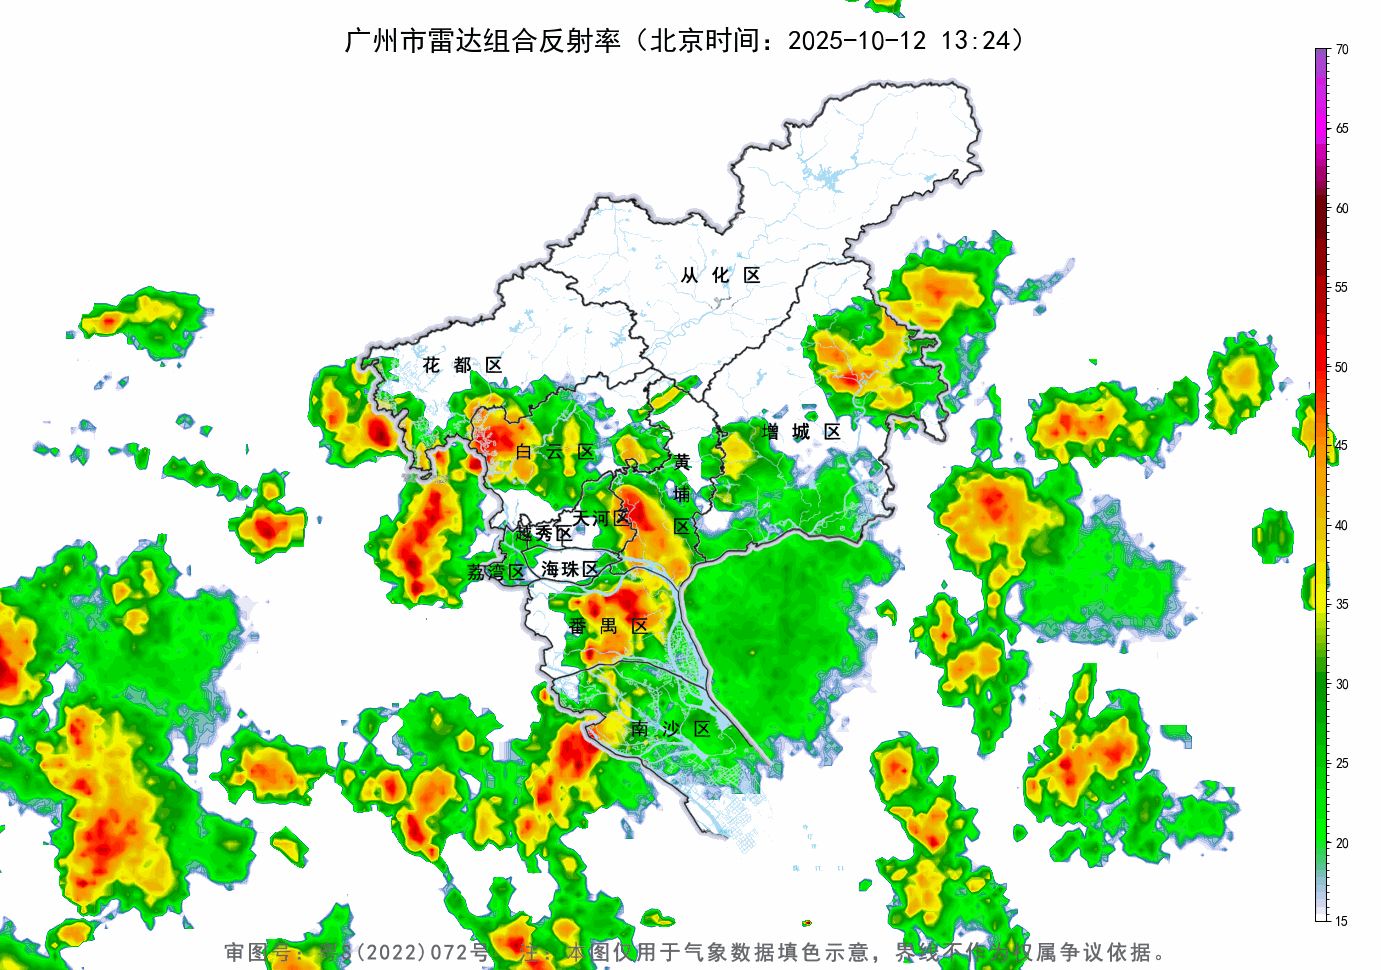 广州市雷达组合反射率（北京时间：2025-10-12 13:24）
70
65
60
55
50
45
40
35
30
25
20
15
从 化 区
花 都 区
增 城 区
白 云 区
黄
埔
区
天河区
越秀区
荔湾区
海珠区
番 禺 区
南 沙 区
审图号：粤S(2022)072号 注：本图仅用于气象数据填色示意，界线不作为权属争议依据。